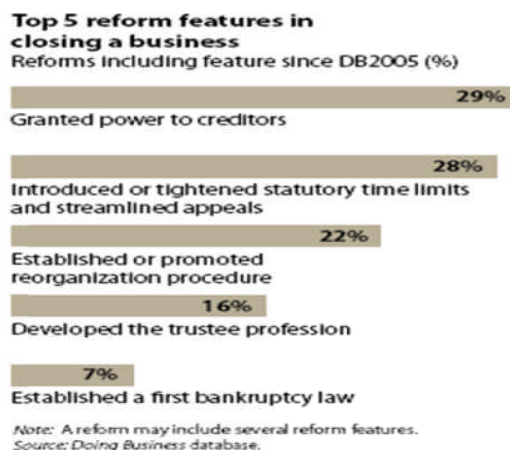 Top 5 reform features in
closing a business
Reforms including feature since DB2005 (%)
29%
Granted power to creditors
28%
Introduced or tightened statutory time limits
and streamlined appeals
22%
Established or promoted
reorganization procedure
16%
Developed the trustee profession
7%
Established a first bankruptcy law
Note: A reform may include several reform features.
Source: Doing Business database.